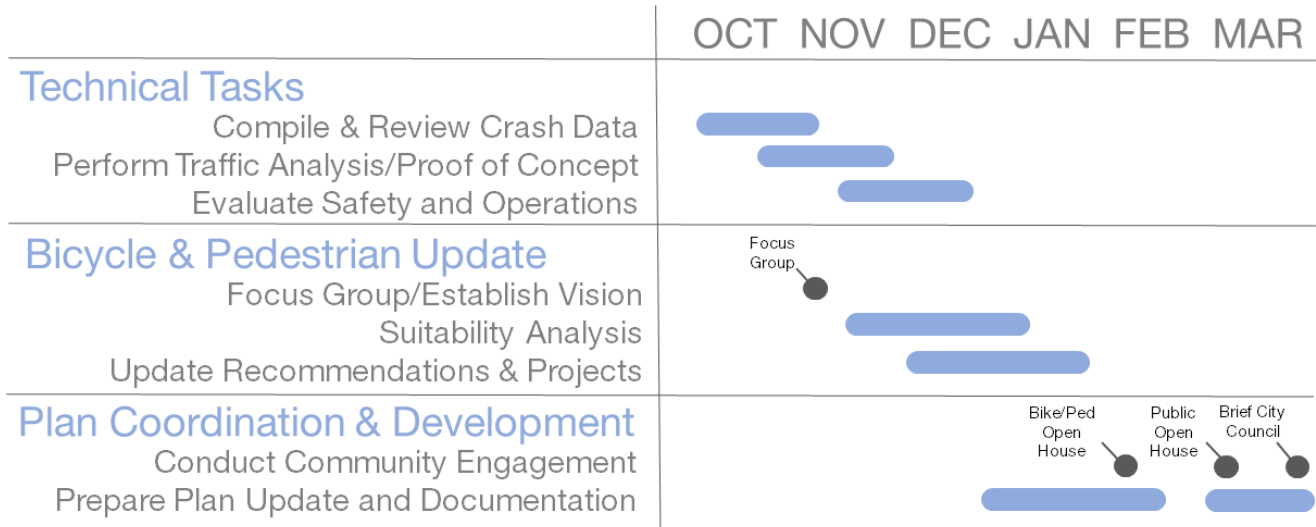 OCT NOV DEC JAN FEB MAR
Technical Tasks
Compile & Review Crash Data
Perform Traffic Analysis/Proof of Concept
Evaluate Safety and Operations
Bicycle & Pedestrian Update
Focus
Group
Focus Group/Establish Vision
Suitability Analysis
Update Recommendations & Projects
Plan Coordination & Development
Bike/Ped
Open
House
Public
Open
House
Brief City
Council
Conduct Community Engagement
Prepare Plan Update and Documentation